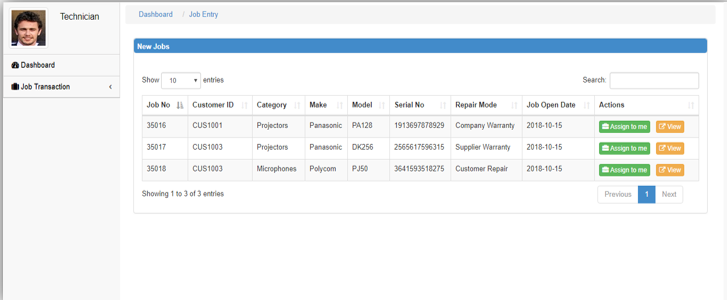 Technician
Dashboard
Job Transaction
Dashboard / Job Entry
New Jobs
Show 10 entries Search:
Job No Customer ID Category Make Model Serial No Repair Mode Job Open Date Actions
35016 CUS1001 Projectors Panasonic PA128 1913697878929 Company Warranty 2018-10-15 Assign to me View
35017 CUS1003 Projectors Panasonic DK256 2565617596315 Supplier Warranty 2018-10-15 Assign to me View
35018 CUS1003 Microphones Polycom PJ50 3641593518275 Customer Repair 2018-10-15 Assign to me View
Showing 1 to 3 of 3 entries Previous 1 Next